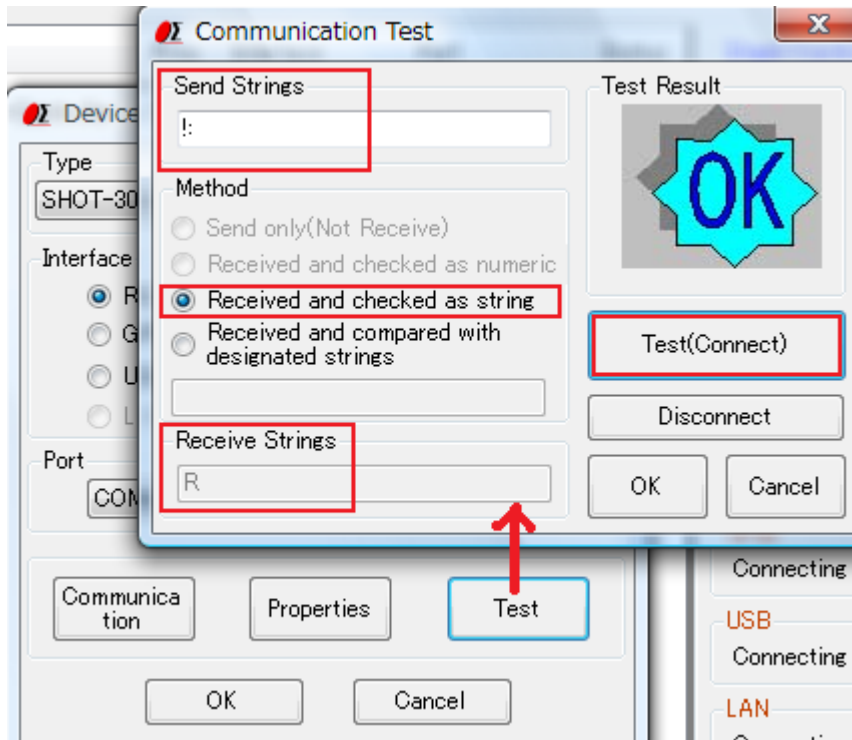 Communication Test
Send Strings
!:
Method
Send only(Not Receive)
Received and checked as numeric
Received and checked as string
Received and compared with
designated strings
Receive Strings
R
Test Result
OK
Test(Connect)
Disconnect
OK
Cancel
Device
Type
SHOT-30
Interface
R
G
U
L
Port
COM
Communica
tion
Properties
Test
OK
Cancel
Connecting
USB
Connecting
LAN